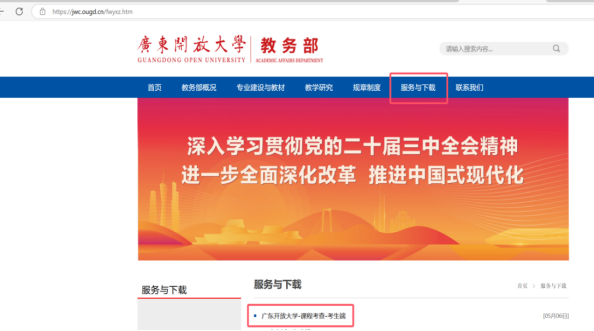 https://jwc.ougd.cn/fwyxz.htm
廣東開放大學 教务部
GUANGDONG OPEN UNIVERSITY ACADEMIC AFFAIRS DEPARTMENT
请输入搜索内容...
首页 教务部概况 专业建设与教材 教学研究 规章制度 服务与下载 联系我们
深入学习贯彻党的二十届三中全会精神
进一步全面深化改革 推进中国式现代化
服务与下载
服务与下载
首页 服务与下载
广东开放大学-课程考查-考生端
[05月06日]